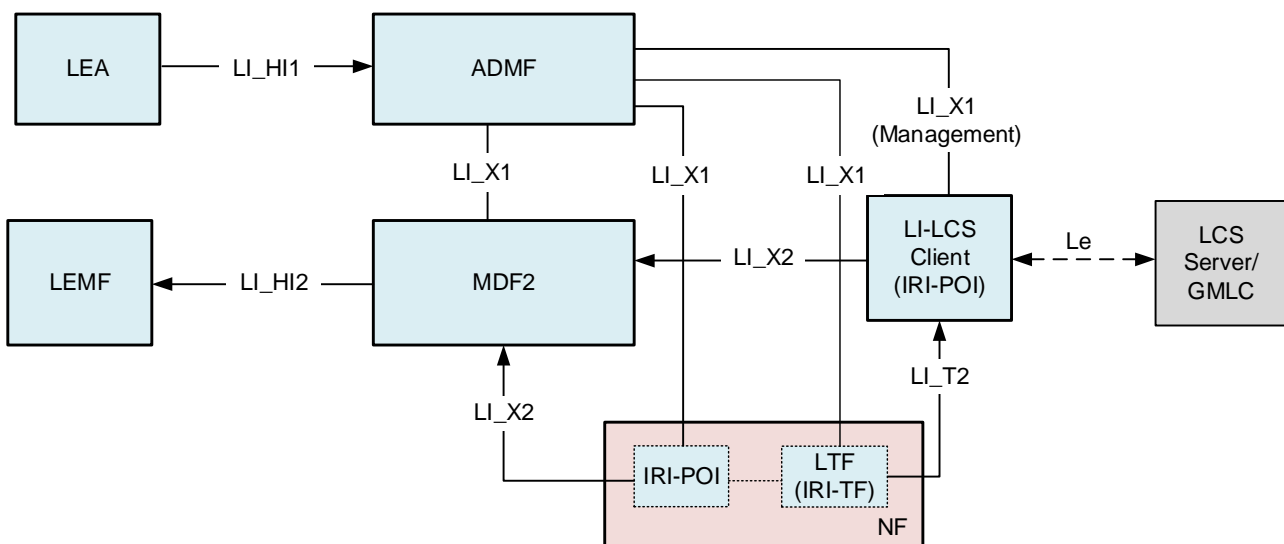 LEA
LI_HI1
ADMF
LI_X1
(Management)
LI_X1
LI_X1
LI_X1
LEMF
LI_HI2
MDF2
LI_X2
LI-LCS
Client
(IRI-POI)
Le
LCS
Server/
GMLC
LI_X2
LI_T2
IRI-POI
LTF
(IRI-TF)
NF